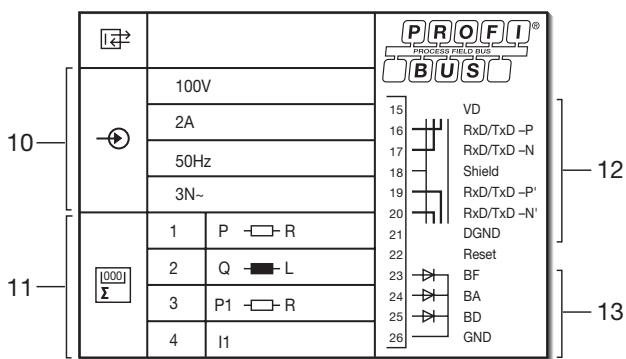 PROFI®
PROCESS FIELD BUS
BUS
10
100V
2A
50Hz
3N~
11
000
Σ
1 P R
2 Q L
3 P1 R
4 I1
15 VD
16 RxD/TxD –P
17 RxD/TxD –N
18 Shield
19 RxD/TxD –P'
20 RxD/TxD –N'
21 DGND
22 Reset
23 BF
24 BA
25 BD
26 GND
12
13